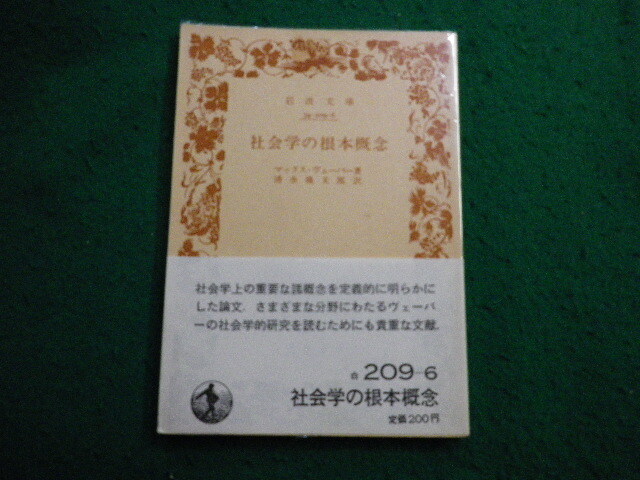 岩波文庫
34-209-6
社会学の根本概念
マックス・ヴェーバー著
清水幾太郎訳
社会学上の重要な諸概念を定義的に明らかに
した論文.さまざまな分野にわたるヴェーバ
ーの社会学的研究を読むためにも貴重な文献.
白 209-6
社会学の根本概念
定価200円